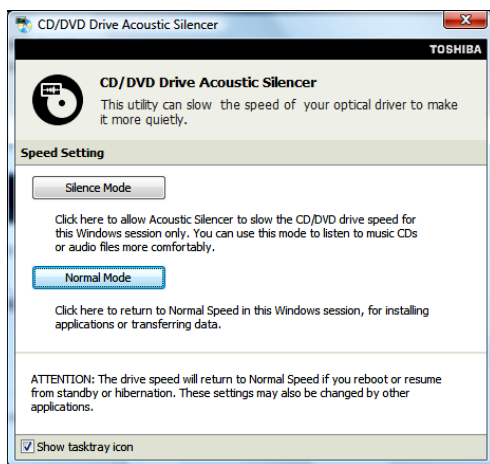 CD/DVD Drive Acoustic Silencer
TOSHIBA
CD/DVD Drive Acoustic Silencer
This utility can slow the speed of your optical driver to make
it more quietly.
Speed Setting
Silence Mode
Click here to allow Acoustic Silencer to slow the CD/DVD drive speed for
this Windows session only. You can use this mode to listen to music CDs
or audio files more comfortably.
Normal Mode
Click here to return to Normal Speed in this Windows session, for installing
applications or transferring data.
ATTENTION: The drive speed will return to Normal Speed if you reboot or resume
from standby or hibernation. These settings may also be changed by other
applications.
Show tasktray icon